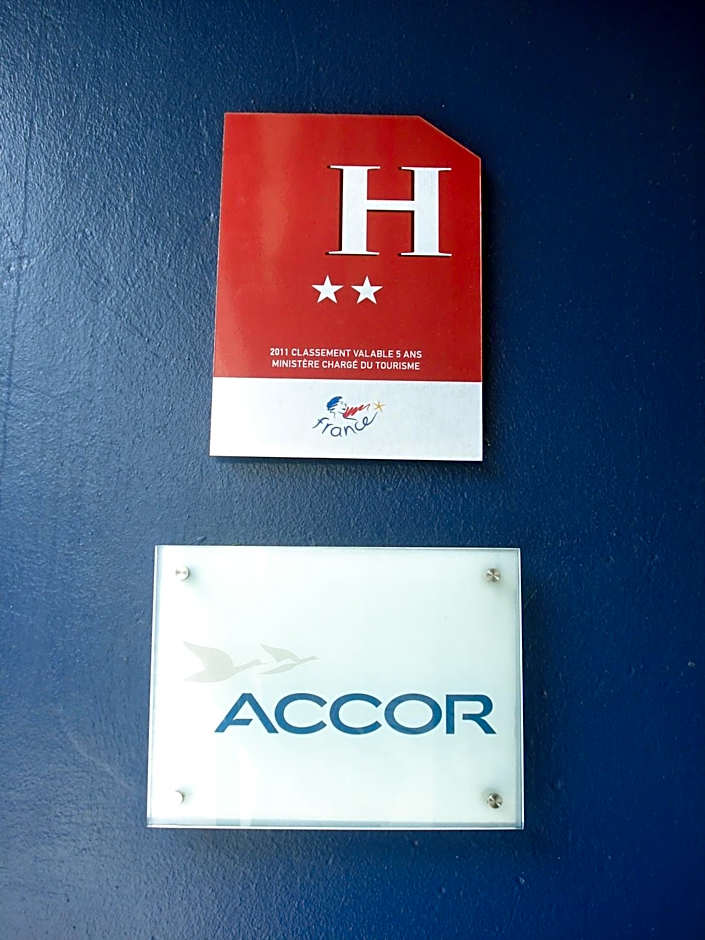 H
★★
2011 CLASSEMENT VALABLE 5 ANS
MINISTÈRE CHARGÉ DU TOURISME
france
ACCOR